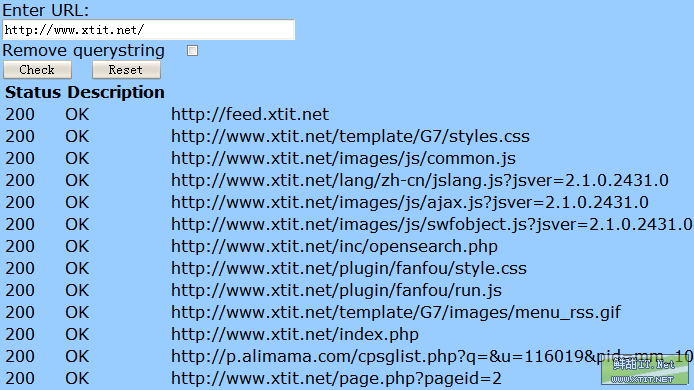 Enter URL:
http://www.xtit.net/
Remove querystring
Check Reset
Status Description
200 OK http://feed.xtit.net
200 OK http://www.xtit.net/template/G7/styles.css
200 OK http://www.xtit.net/images/js/common.js
200 OK http://www.xtit.net/lang/zh-cn/jslang.js?jsver=2.1.0.2431.0
200 OK http://www.xtit.net/images/js/ajax.js?jsver=2.1.0.2431.0
200 OK http://www.xtit.net/images/js/swfobject.js?jsver=2.1.0.2431.0
200 OK http://www.xtit.net/inc/opensearch.php
200 OK http://www.xtit.net/plugin/fanfou/style.css
200 OK http://www.xtit.net/plugin/fanfou/run.js
200 OK http://www.xtit.net/template/G7/images/menu_rss.gif
200 OK http://www.xtit.net/index.php
200 OK http://p.alimama.com/cpsglist.php?q=&u=116019&pid=mm_10
200 OK http://www.xtit.net/page.php?pageid=2
鲜甜IT.Net
www.XTIT.NET